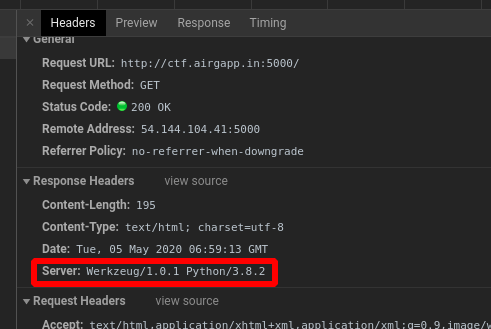 × Headers Preview Response Timing
General
Request URL: http://ctf.airgapp.in:5000/
Request Method: GET
Status Code: 200 OK
Remote Address: 54.144.104.41:5000
Referrer Policy: no-referrer-when-downgrade
Response Headers view source
Content-Length: 195
Content-Type: text/html; charset=utf-8
Date: Tue, 05 May 2020 06:59:13 GMT
Server: Werkzeug/1.0.1 Python/3.8.2
Request Headers view source
Accept: text/html,application/xhtml+xml,application/xml;q=0.9,image/w